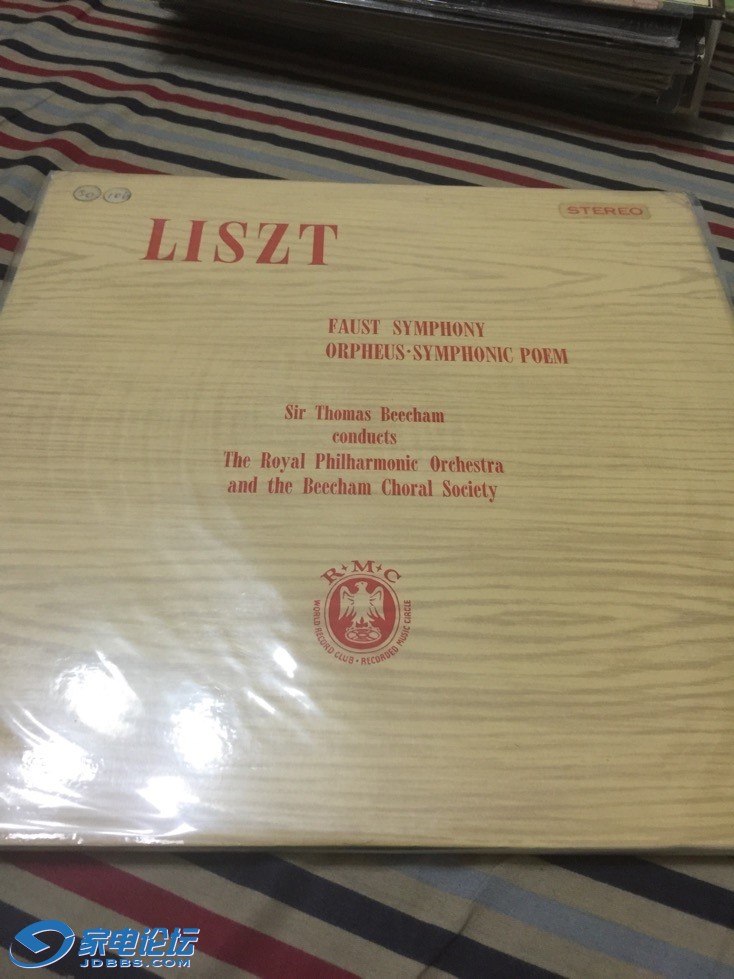 STEREO
LISZT
FAUST SYMPHONY
ORPHEUS·SYMPHONIC POEM
Sir Thomas Beecham
conducts
The Royal Philharmonic Orchestra
and the Beecham Choral Society
R+M+C
WORLD RECORD CLUB • RECORDED MUSIC CIRCLE
家电论坛
JDBBS.COM